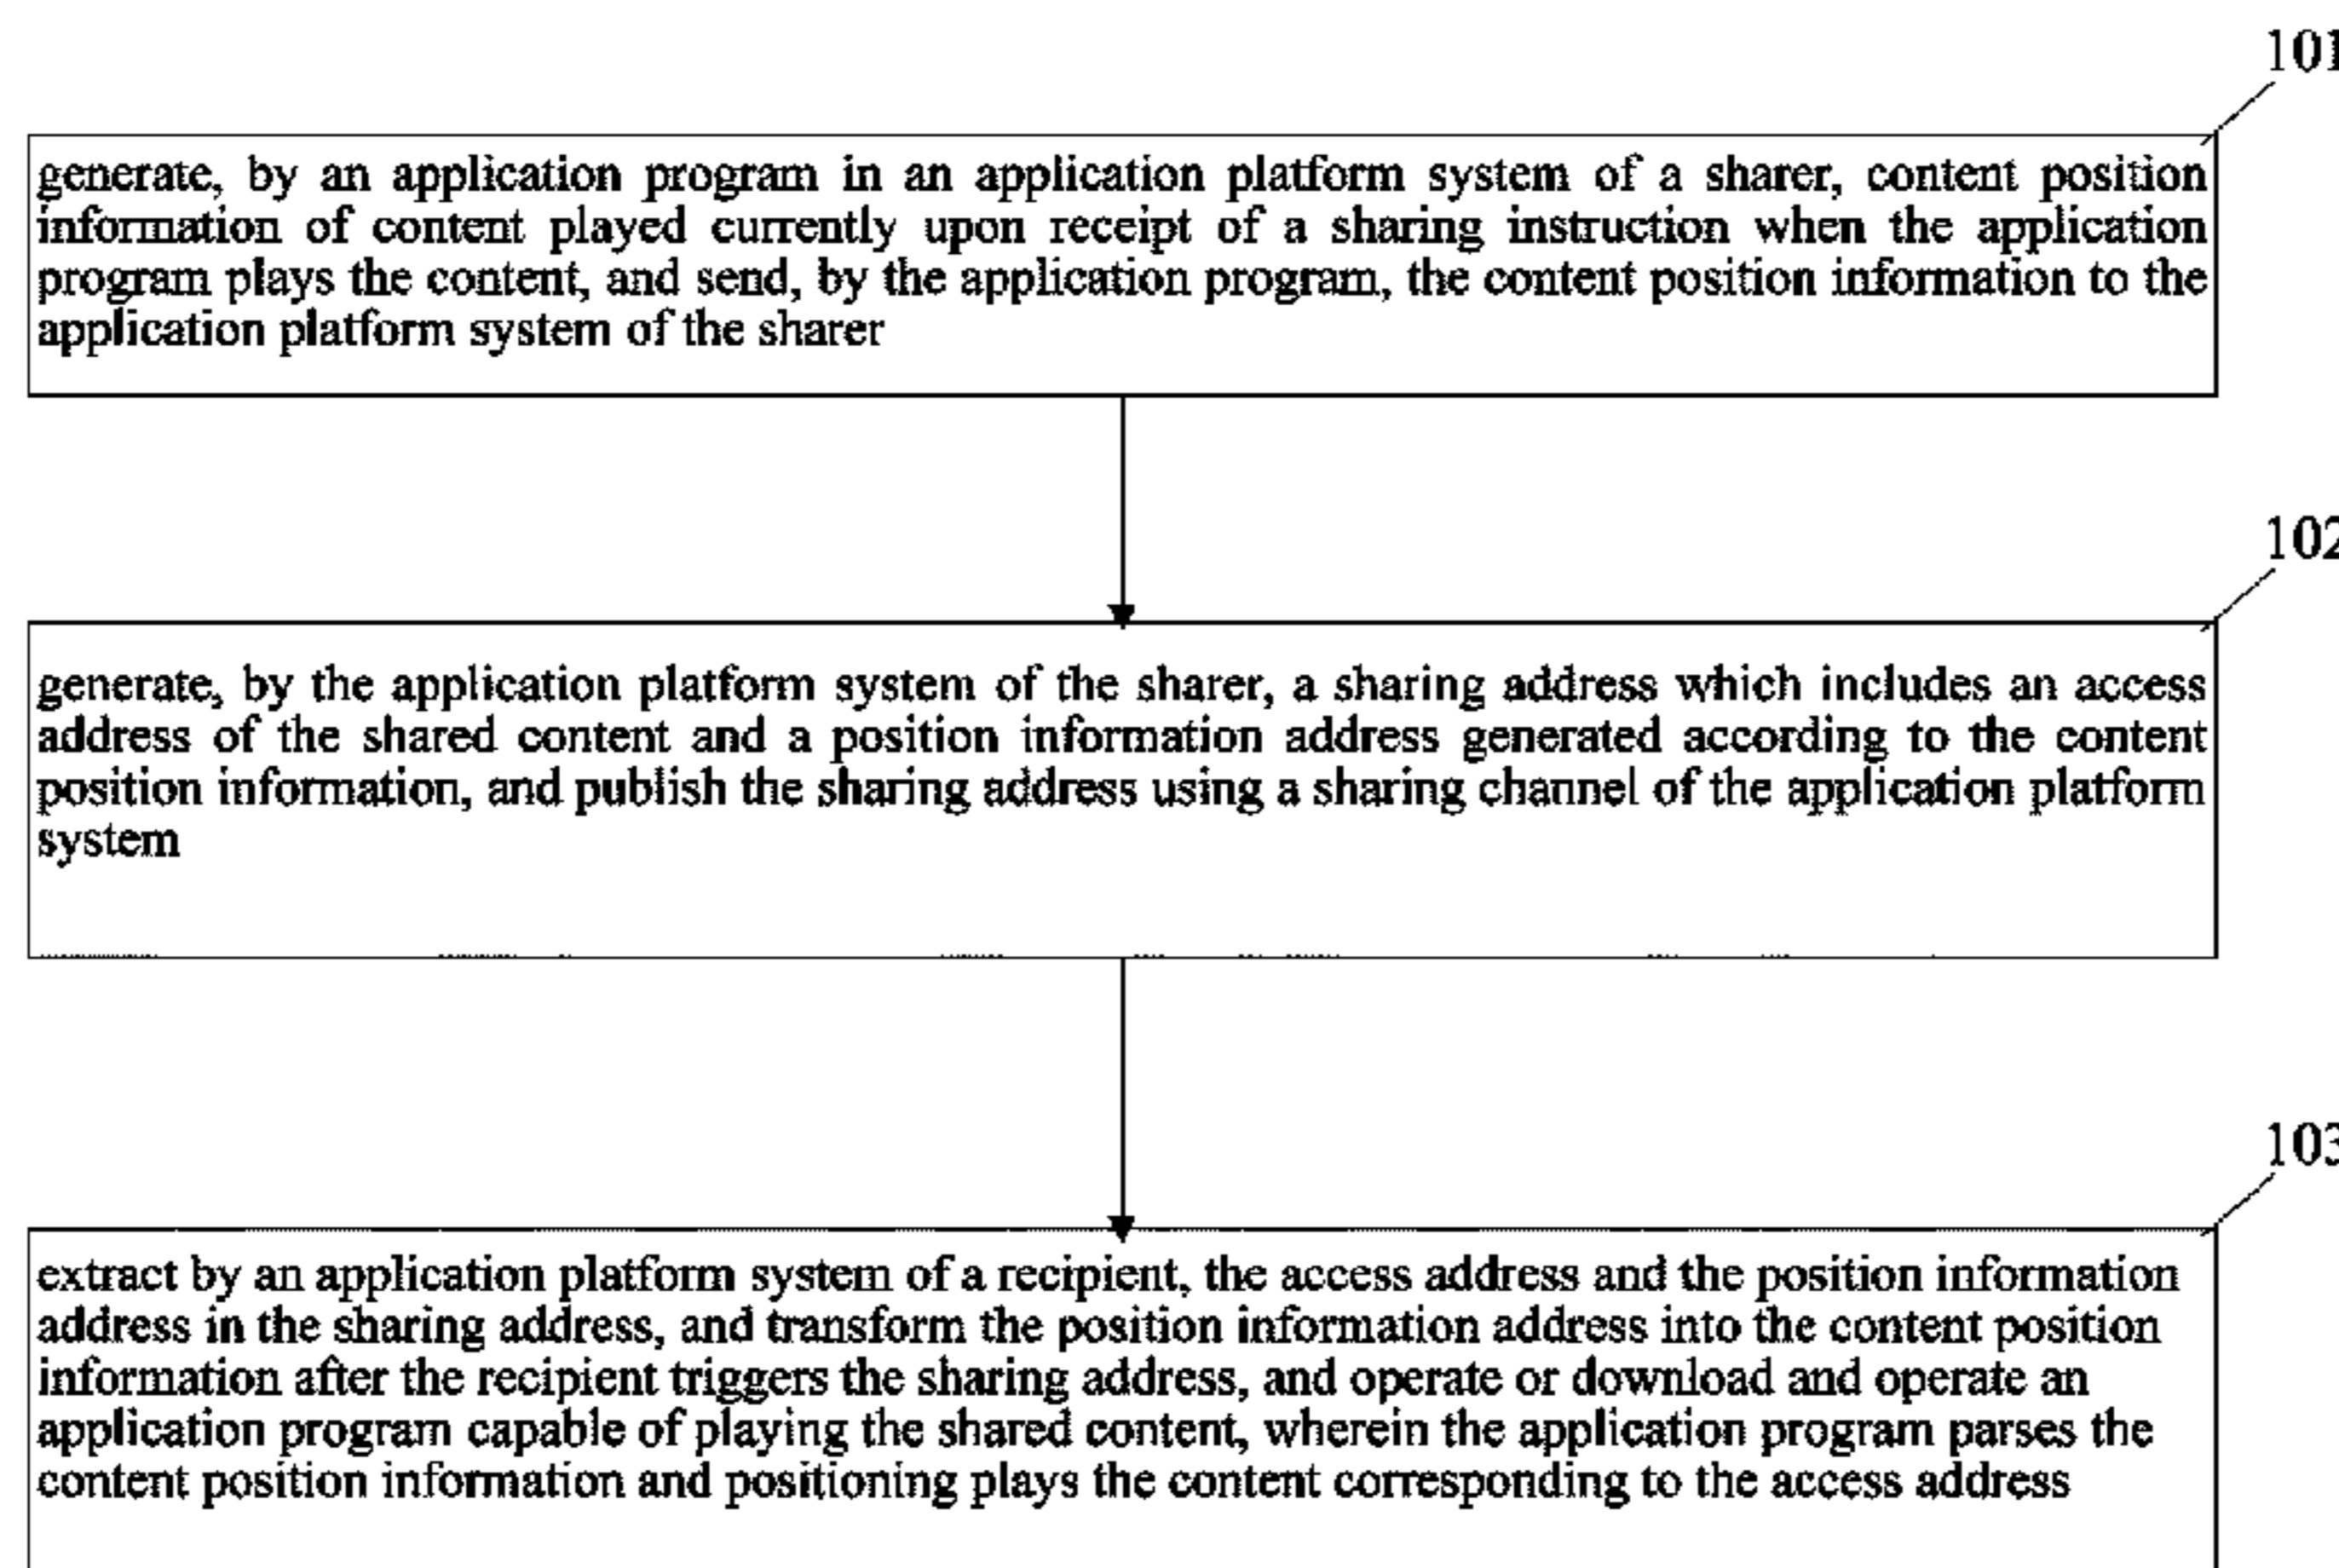 101
generate, by an application program in an application platform system of a sharer, content position
information of content played currently upon receipt of a sharing instruction when the application
program plays the content, and send, by the application program, the content position information to the
application platform system of the sharer
102
generate, by the application platform system of the sharer, a sharing address which includes an access
address of the shared content and a position information address generated according to the content
position information, and publish the sharing address using a sharing channel of the application platform
system
103
extract by an application platform system of a recipient, the access address and the position information
address in the sharing address, and transform the position information address into the content position
information after the recipient triggers the sharing address, and operate or download and operate an
application program capable of playing the shared content, wherein the application program parses the
content position information and positioning plays the content corresponding to the access address